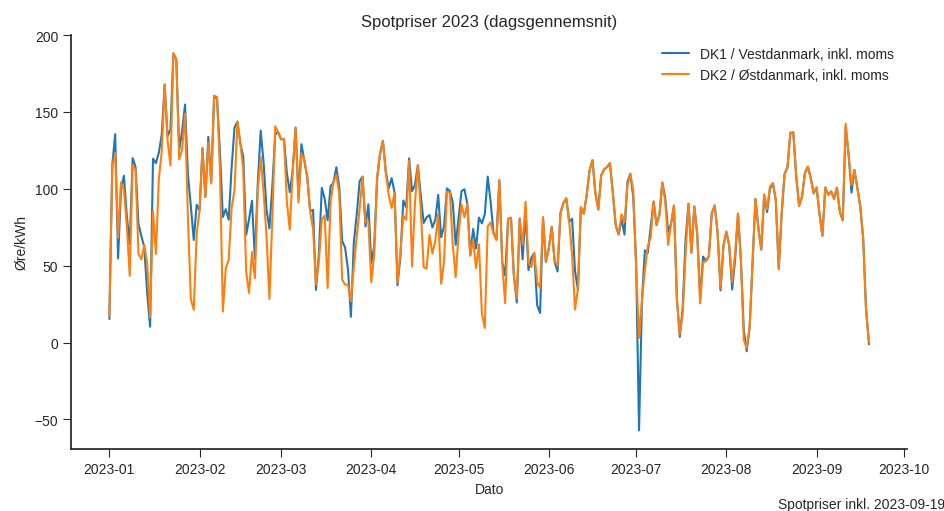 Spotpriser 2023 (dagsgennemsnit)
DK1 / Vestdanmark, inkl. moms
DK2 / Østdanmark, inkl. moms
Øre/kWh
200
150
100
50
0
−50
2023-01 2023-02 2023-03 2023-04 2023-05 2023-06 2023-07 2023-08 2023-09 2023-10
Dato
Spotpriser inkl. 2023-09-19